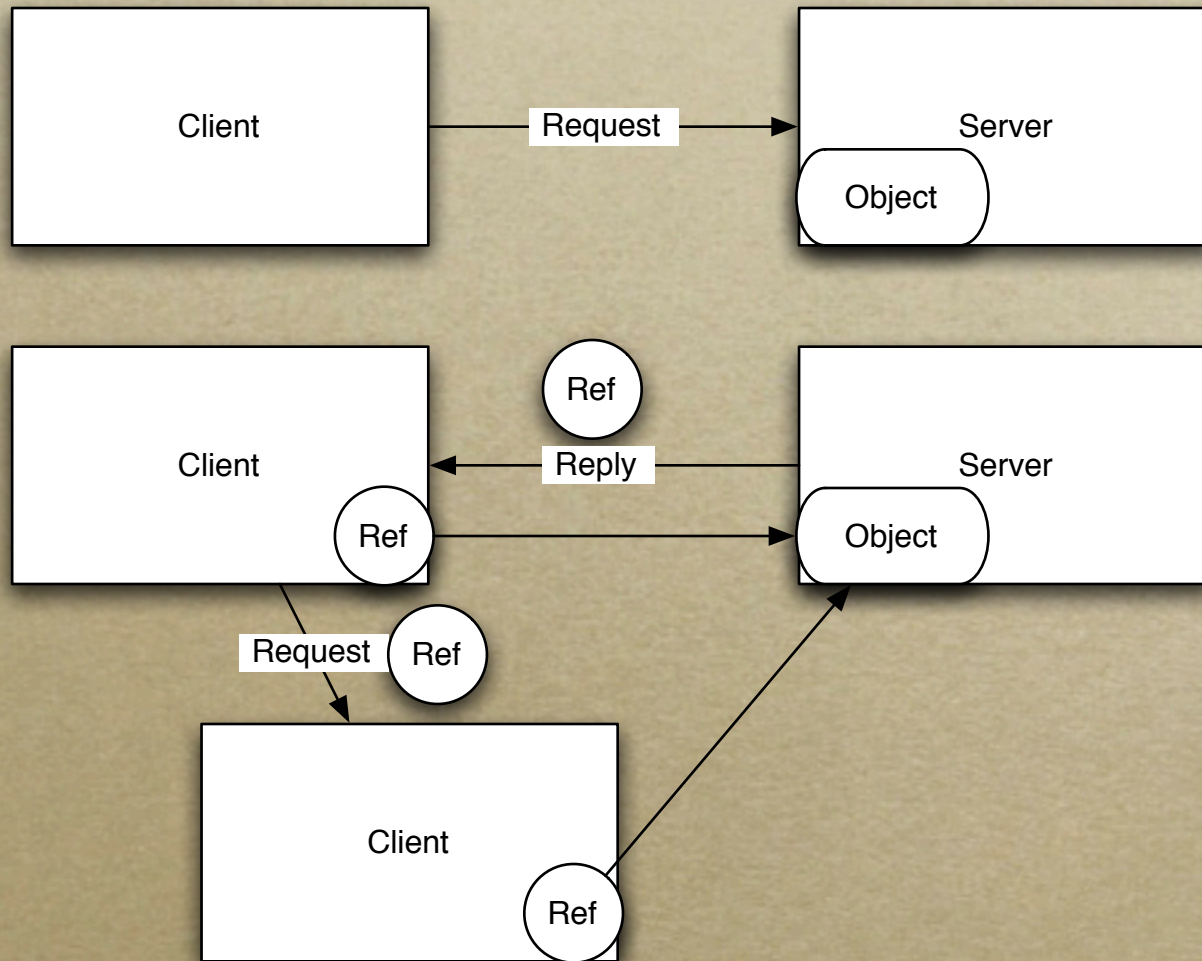 Client
Request
Server
Object
Ref
Client
Reply
Server
Ref
Object
Request
Ref
Client
Ref